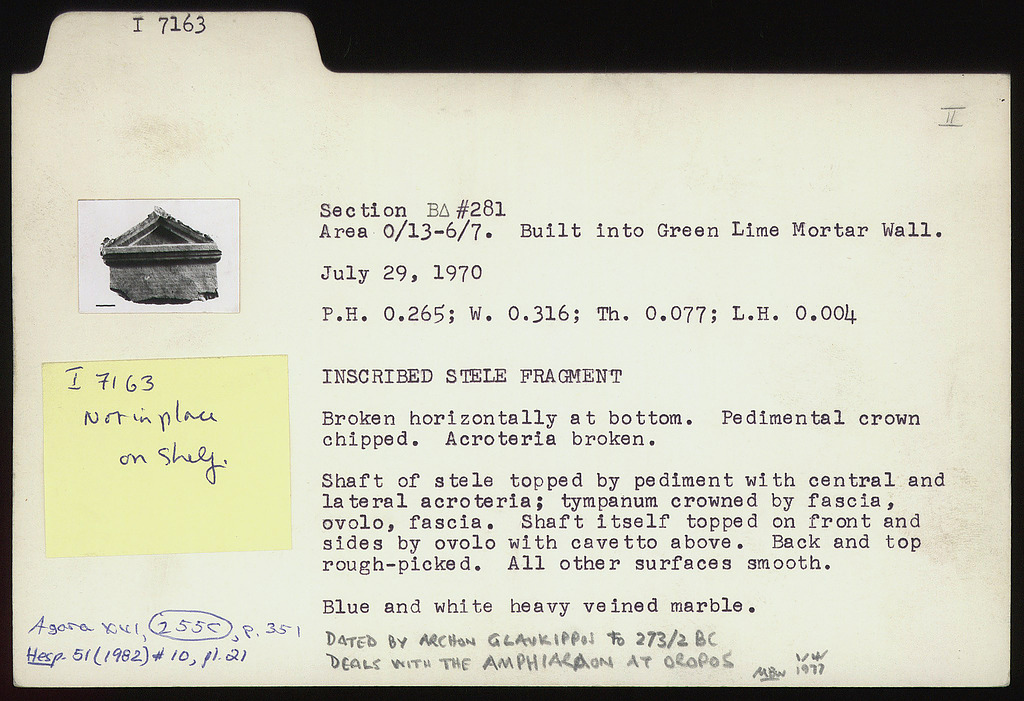 I 7163
II
Section BΔ #281
Area O/13-6/7. Built into Green Lime Mortar Wall.
July 29, 1970
P.H. 0.265; W. 0.316; Th. 0.077; L.H. 0.004
INSCRIBED STELE FRAGMENT
Broken horizontally at bottom. Pedimental crown
chipped. Acroteria broken.
Shaft of stele topped by pediment with central and
lateral acroteria; tympanum crowned by fascia,
ovolo, fascia. Shaft itself topped on front and
sides by ovolo with cavetto above. Back and top
rough-picked. All other surfaces smooth.
Blue and white heavy veined marble.
DATED BY ARCHON GLAUKIPPOS to 273/2 BC
DEALS WITH THE AMPHIARAON AT OROPOS
MBW 1977
I 7163
Not in place
on Shelf.
Agora XVI, 255C, p. 351
Hesp. 51 (1982) # 10, pl. 21